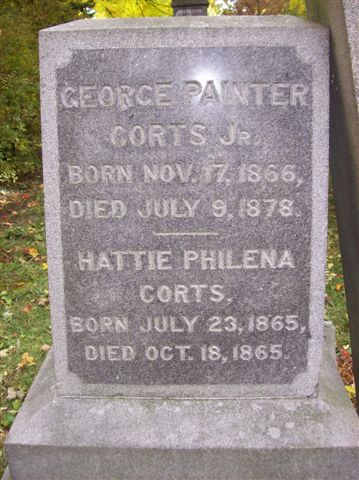 GEORGE PAINTER
CORTS JR.
BORN NOV. 17, 1866,
DIED JULY 9, 1878.
HATTIE PHILENA
CORTS.
BORN JULY 23, 1865,
DIED OCT. 18, 1865.